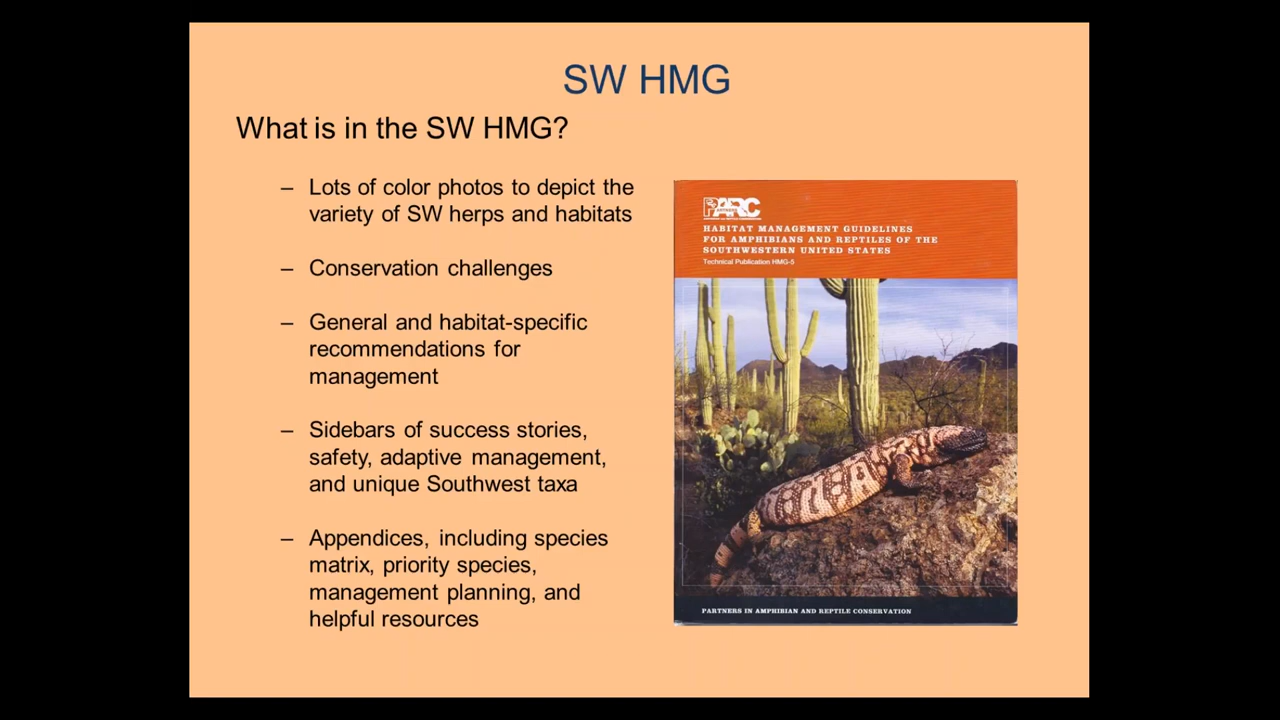 SW HMG
What is in the SW HMG?
– Lots of color photos to depict the
variety of SW herps and habitats
– Conservation challenges
– General and habitat-specific
recommendations for
management
– Sidebars of success stories,
safety, adaptive management,
and unique Southwest taxa
– Appendices, including species
matrix, priority species,
management planning, and
helpful resources
PARC
HABITAT MANAGEMENT GUIDELINES
FOR AMPHIBIANS AND REPTILES OF THE
SOUTHWESTERN UNITED STATES
Technical Publication HMG-5
PARTNERS IN AMPHIBIAN AND REPTILE CONSERVATION